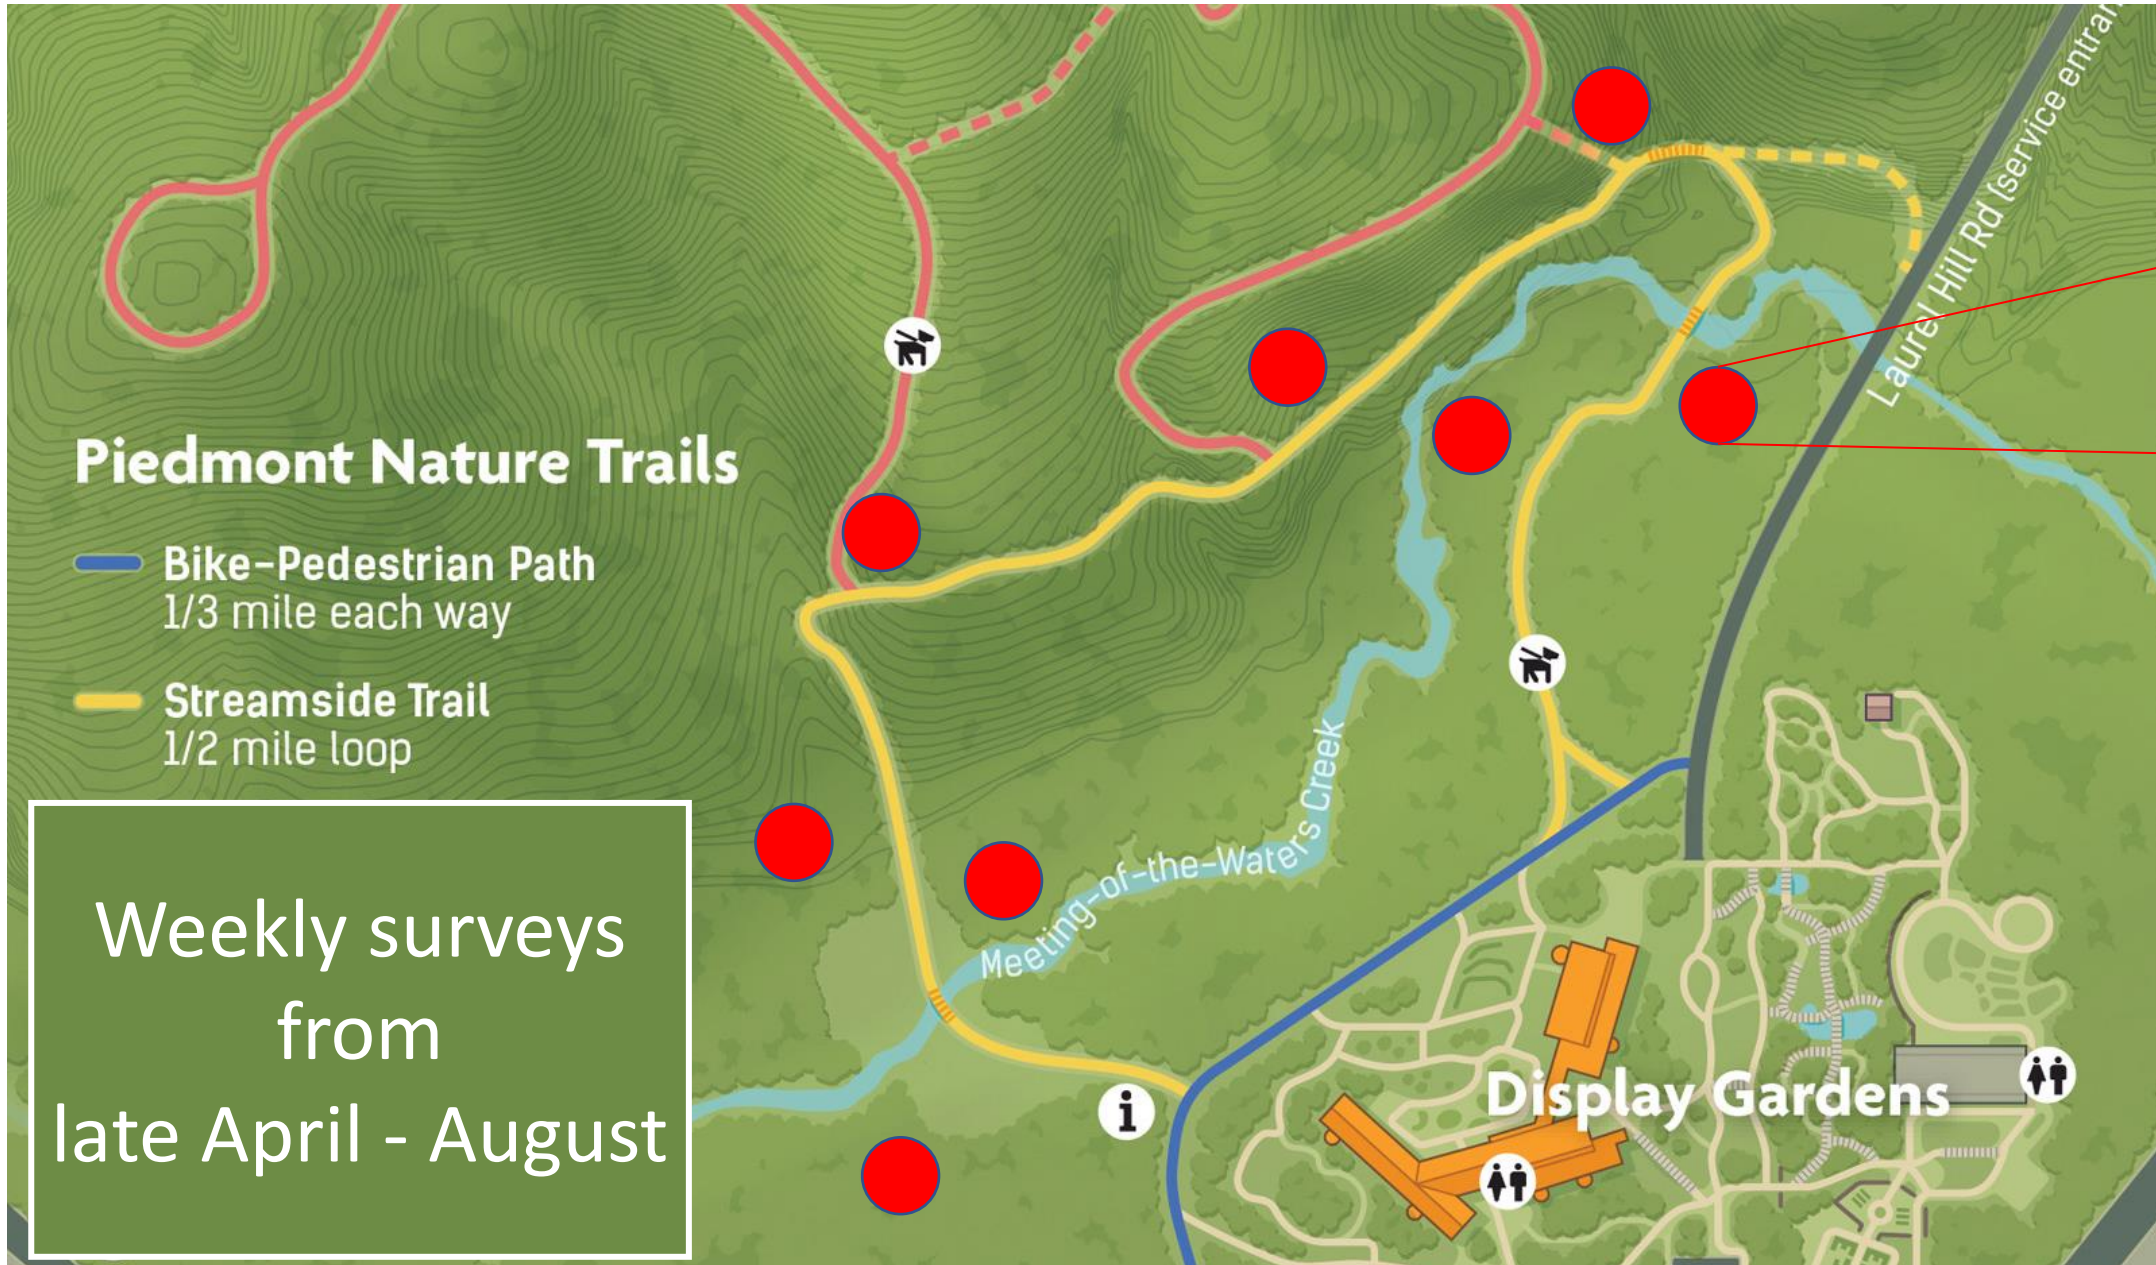 Piedmont Nature Trails
Bike-Pedestrian Path
1/3 mile each way
Streamside Trail
1/2 mile loop
Weekly surveys
from
late April - August
Meeting-of-the-Waters Creek
Laurel Hill Rd (service
i
Display Gardens